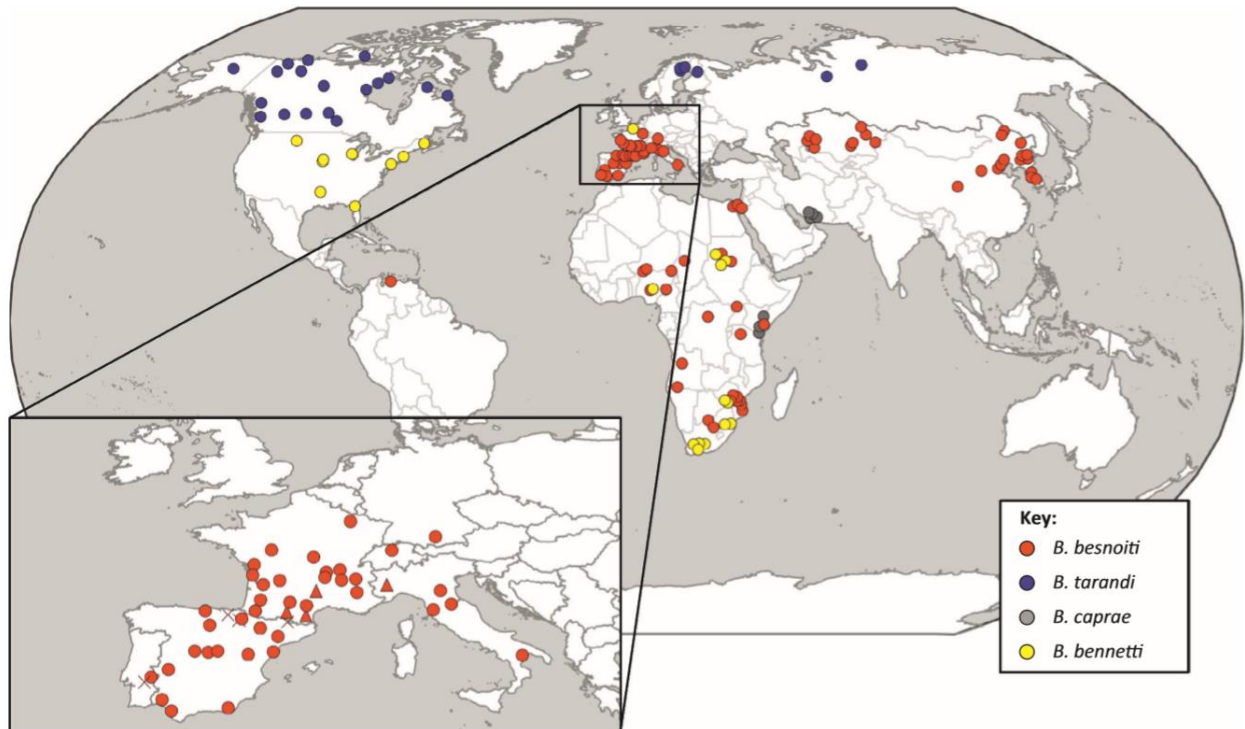 Key:
B. besnoiti
B. tarandi
B. caprae
B. bennetti